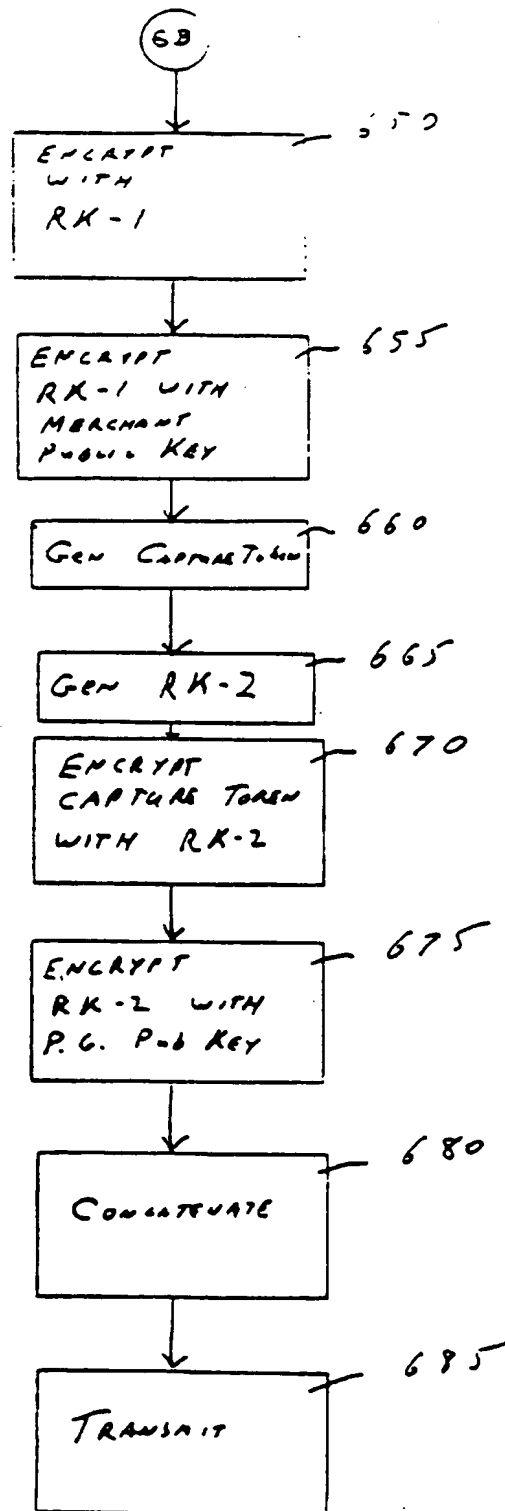 6B
650
ENCRYPT
WITH
RK-1
655
ENCRYPT
RK-1 WITH
MERCHANT
PUBLIC KEY
660
GEN CAPTURE TOKEN
665
GEN RK-2
670
ENCRYPT
CAPTURE TOKEN
WITH RK-2
675
ENCRYPT
RK-2 WITH
P.G. PUB KEY
680
CONCATENATE
685
TRANSMIT